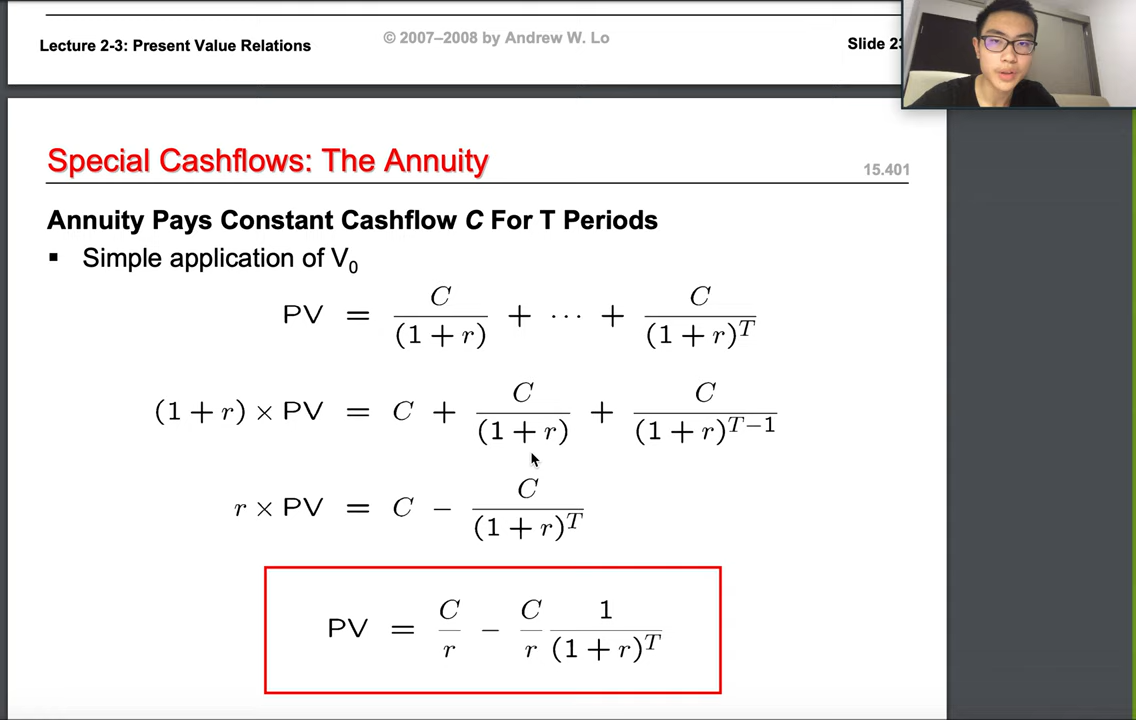 Lecture 2-3: Present Value Relations
© 2007–2008 by Andrew W. Lo
Slide
Special Cashflows: The Annuity
15.401
Annuity Pays Constant Cashflow C For T Periods
▪ Simple application of V₀
PV = C/(1 + r) + ··· + C/(1 + r)^T
(1 + r) × PV = C + C/(1 + r) + C/(1 + r)^{T−1}
r × PV = C − C/(1 + r)^T
PV = C/r − C/r 1/(1 + r)^T